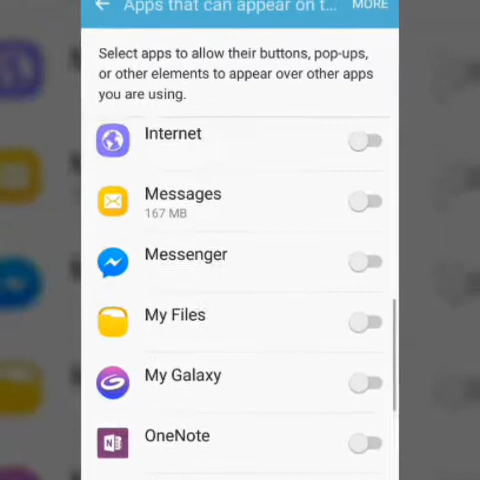 Apps that can appear on t... MORE
Select apps to allow their buttons, pop-ups,
or other elements to appear over other apps
you are using.
Internet
Messages
167 MB
Messenger
My Files
My Galaxy
N
OneNote